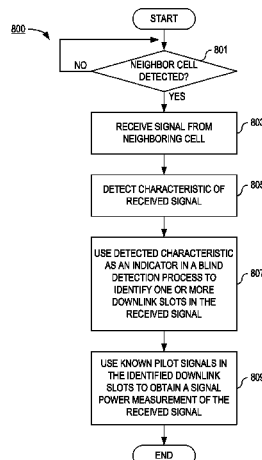 START
800
801
NO
NEIGHBOR CELL
DETECTED?
YES
803
RECEIVE SIGNAL FROM
NEIGHBORING CELL
805
DETECT CHARACTERISTIC OF
RECEIVED SIGNAL
807
USE DETECTED CHARACTERISTIC
AS AN INDICATOR IN A BLIND
DETECTION PROCESS TO
IDENTIFY ONE OR MORE
DOWNLINK SLOTS IN THE
RECEIVED SIGNAL
809
USE KNOWN PILOT SIGNALS IN
THE IDENTIFIED DOWNLINK
SLOTS TO OBTAIN A SIGNAL
POWER MEASUREMENT OF THE
RECEIVED SIGNAL
END